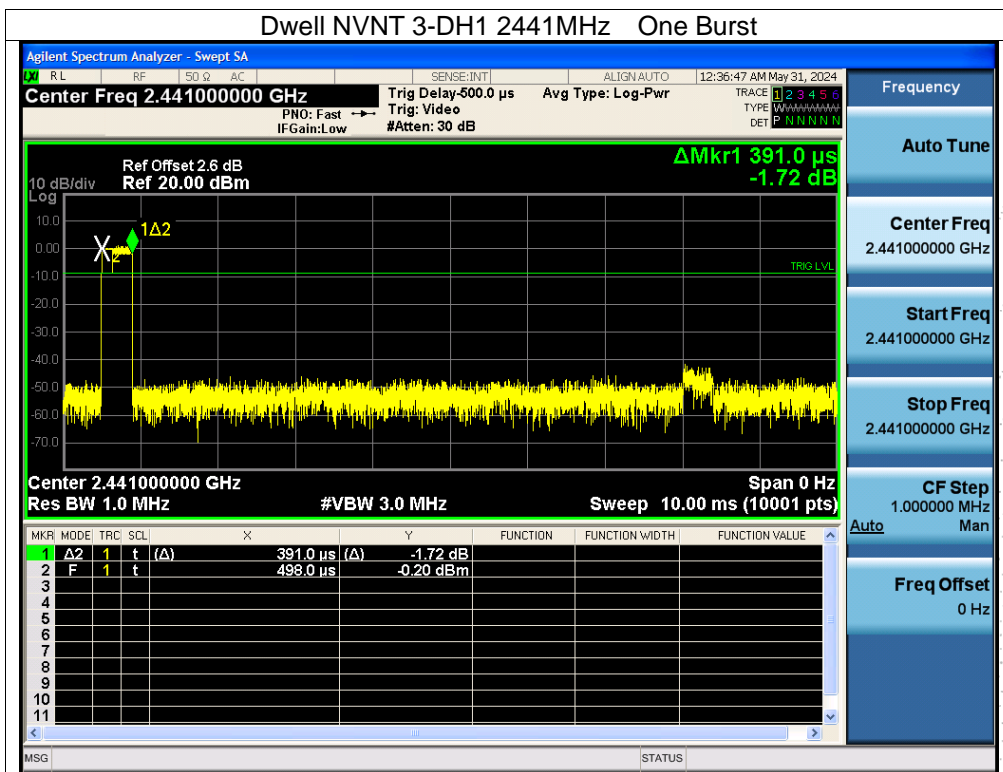 Dwell NVNT 3-DH1 2441MHz One Burst
Agilent Spectrum Analyzer - Swept SA
LXI RL RF 50 Ω AC SENSE:INT ALIGN AUTO 12:36:47 AM May 31, 2024
Center Freq 2.441000000 GHz Trig Delay-500.0 µs Avg Type: Log-Pwr TRACE 1 2 3 4 5 6
PNO: Fast Trig: Video TYPE WWWWWW
IFGain:Low #Atten: 30 dB DET P N N N N N
Frequency
Auto Tune
Center Freq
2.441000000 GHz
Start Freq
2.441000000 GHz
Stop Freq
2.441000000 GHz
CF Step
1.000000 MHz
Auto Man
Freq Offset
0 Hz
ΔMkr1 391.0 µs
-1.72 dB
Ref Offset 2.6 dB
10 dB/div Ref 20.00 dBm
Log
10.0
0.00
-10.0
-20.0
-30.0
-40.0
-50.0
-60.0
-70.0
1Δ2
X
2
TRIG LVL
Center 2.441000000 GHz Span 0 Hz
Res BW 1.0 MHz #VBW 3.0 MHz Sweep 10.00 ms (10001 pts)
MKR MODE TRC SCL X Y FUNCTION FUNCTION WIDTH FUNCTION VALUE
1 Δ2 1 t (Δ) 391.0 µs (Δ) -1.72 dB
2 F 1 t 498.0 µs -0.20 dBm
3
4
5
6
7
8
9
10
11
MSG STATUS